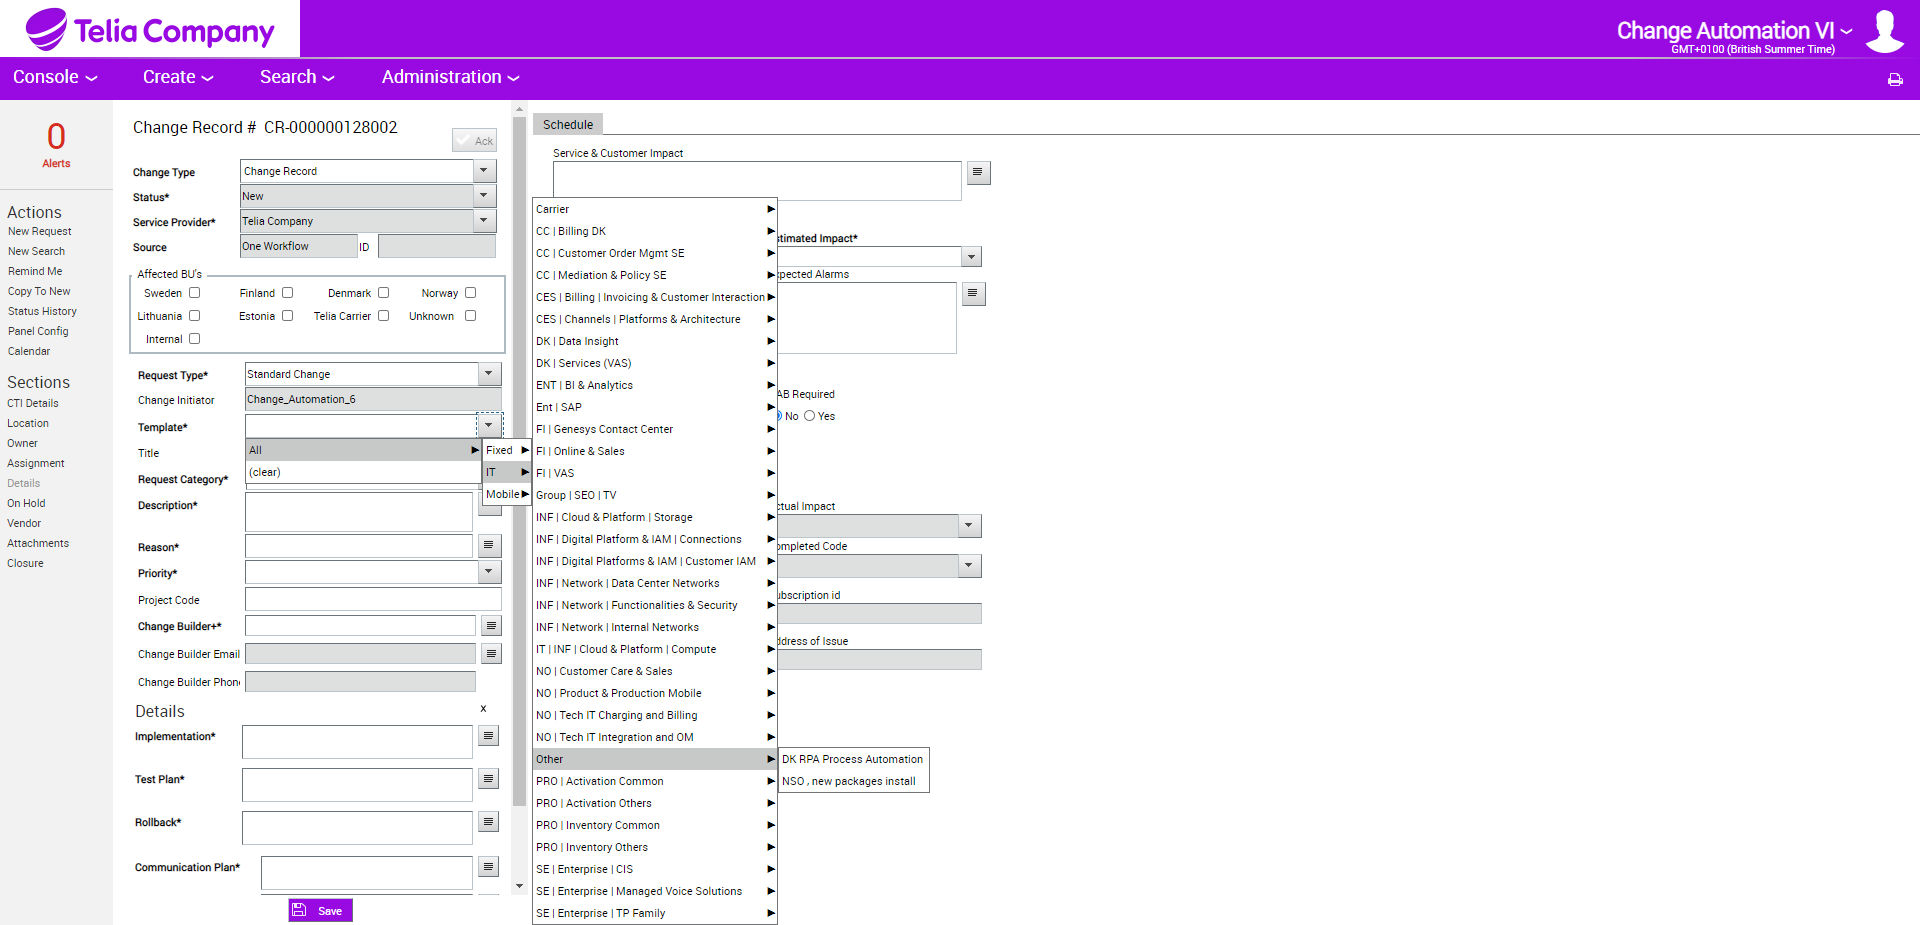 Telia Company
Change Automation VI
GMT+0100 (British Summer Time)
Console
Create
Search
Administration
0
Alerts
Actions
New Request
New Search
Remind Me
Copy To New
Status History
Panel Config
Calendar
Sections
CTI Details
Location
Owner
Assignment
Details
On Hold
Vendor
Attachments
Closure
Change Record # CR-000000128002
Ack
Change Type
Change Record
Status*
New
Service Provider*
Telia Company
Source
One Workflow
ID
Affected BU's
Sweden
Finland
Denmark
Norway
Lithuania
Estonia
Telia Carrier
Unknown
Internal
Request Type*
Standard Change
Change Initiator
Change_Automation_6
Template*
Title
All
(clear)
Fixed
IT
Mobile
Request Category*
Description*
Reason*
Priority*
Project Code
Change Builder+*
Change Builder Email
Change Builder Phon
Details
x
Implementation*
Test Plan*
Rollback*
Communication Plan*
Save
Schedule
Service & Customer Impact
Carrier
CC | Billing DK
CC | Customer Order Mgmt SE
CC | Mediation & Policy SE
CES | Billing | Invoicing & Customer Interaction
CES | Channels | Platforms & Architecture
DK | Data Insight
DK | Services (VAS)
ENT | BI & Analytics
Ent | SAP
FI | Genesys Contact Center
FI | Online & Sales
FI | VAS
Group | SEO | TV
INF | Cloud & Platform | Storage
INF | Digital Platform & IAM | Connections
INF | Digital Platforms & IAM | Customer IAM
INF | Network | Data Center Networks
INF | Network | Functionalities & Security
INF | Network | Internal Networks
IT | INF | Cloud & Platform | Compute
NO | Customer Care & Sales
NO | Product & Production Mobile
NO | Tech IT Charging and Billing
NO | Tech IT Integration and OM
Other
PRO | Activation Common
PRO | Activation Others
PRO | Inventory Common
PRO | Inventory Others
SE | Enterprise | CIS
SE | Enterprise | Managed Voice Solutions
SE | Enterprise | TP Family
DK RPA Process Automation
NSO , new packages install
stimated Impact*
xpected Alarms
AB Required
No
Yes
ctual Impact
ompleted Code
ubscription id
ddress of Issue